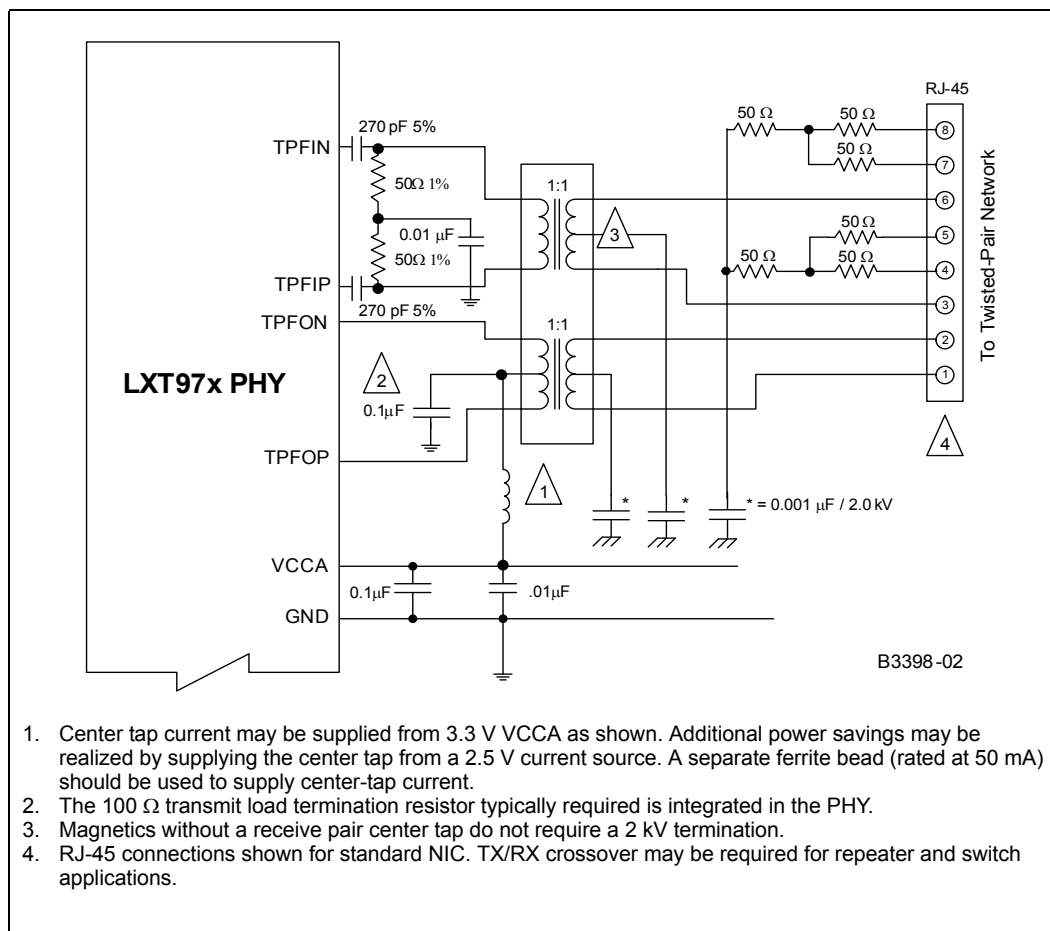 RJ-45
270 pF 5%
50 Ω
50 Ω
8
TPFIN
50 Ω
7
50Ω 1%
1:1
6
3
50 Ω
5
0.01 μF
50 Ω
50 Ω
4
50Ω 1%
TPFIP
3
270 pF 5%
TPFON
1:1
2
To Twisted-Pair Network
LXT97x PHY
2
1
0.1μF
4
TPFOP
1
*
*
* = 0.001 μF / 2.0 kV
VCCA
0.1μF
.01μF
GND
B3398-02
1. Center tap current may be supplied from 3.3 V VCCA as shown. Additional power savings may be
realized by supplying the center tap from a 2.5 V current source. A separate ferrite bead (rated at 50 mA)
should be used to supply center-tap current.
2. The 100 Ω transmit load termination resistor typically required is integrated in the PHY.
3. Magnetics without a receive pair center tap do not require a 2 kV termination.
4. RJ-45 connections shown for standard NIC. TX/RX crossover may be required for repeater and switch
applications.